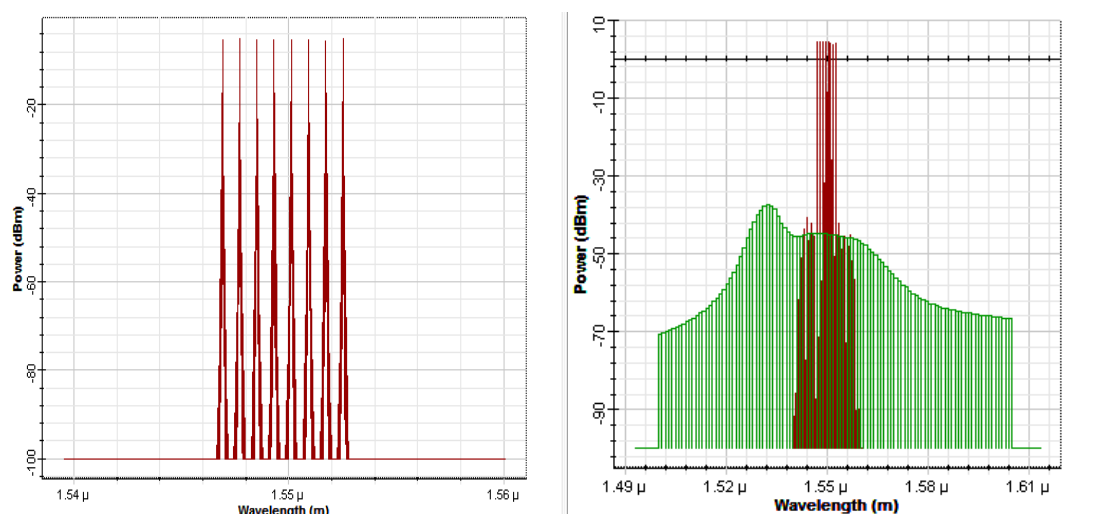 Power (dBm)
-20
-40
-60
-80
-100
1.54 µ
1.55 µ
1.56 µ
Wavelength (m)
Power (dBm)
10
-10
-30
-50
-70
-90
1.49 µ
1.52 µ
1.55 µ
1.58 µ
1.61 µ
Wavelength (m)